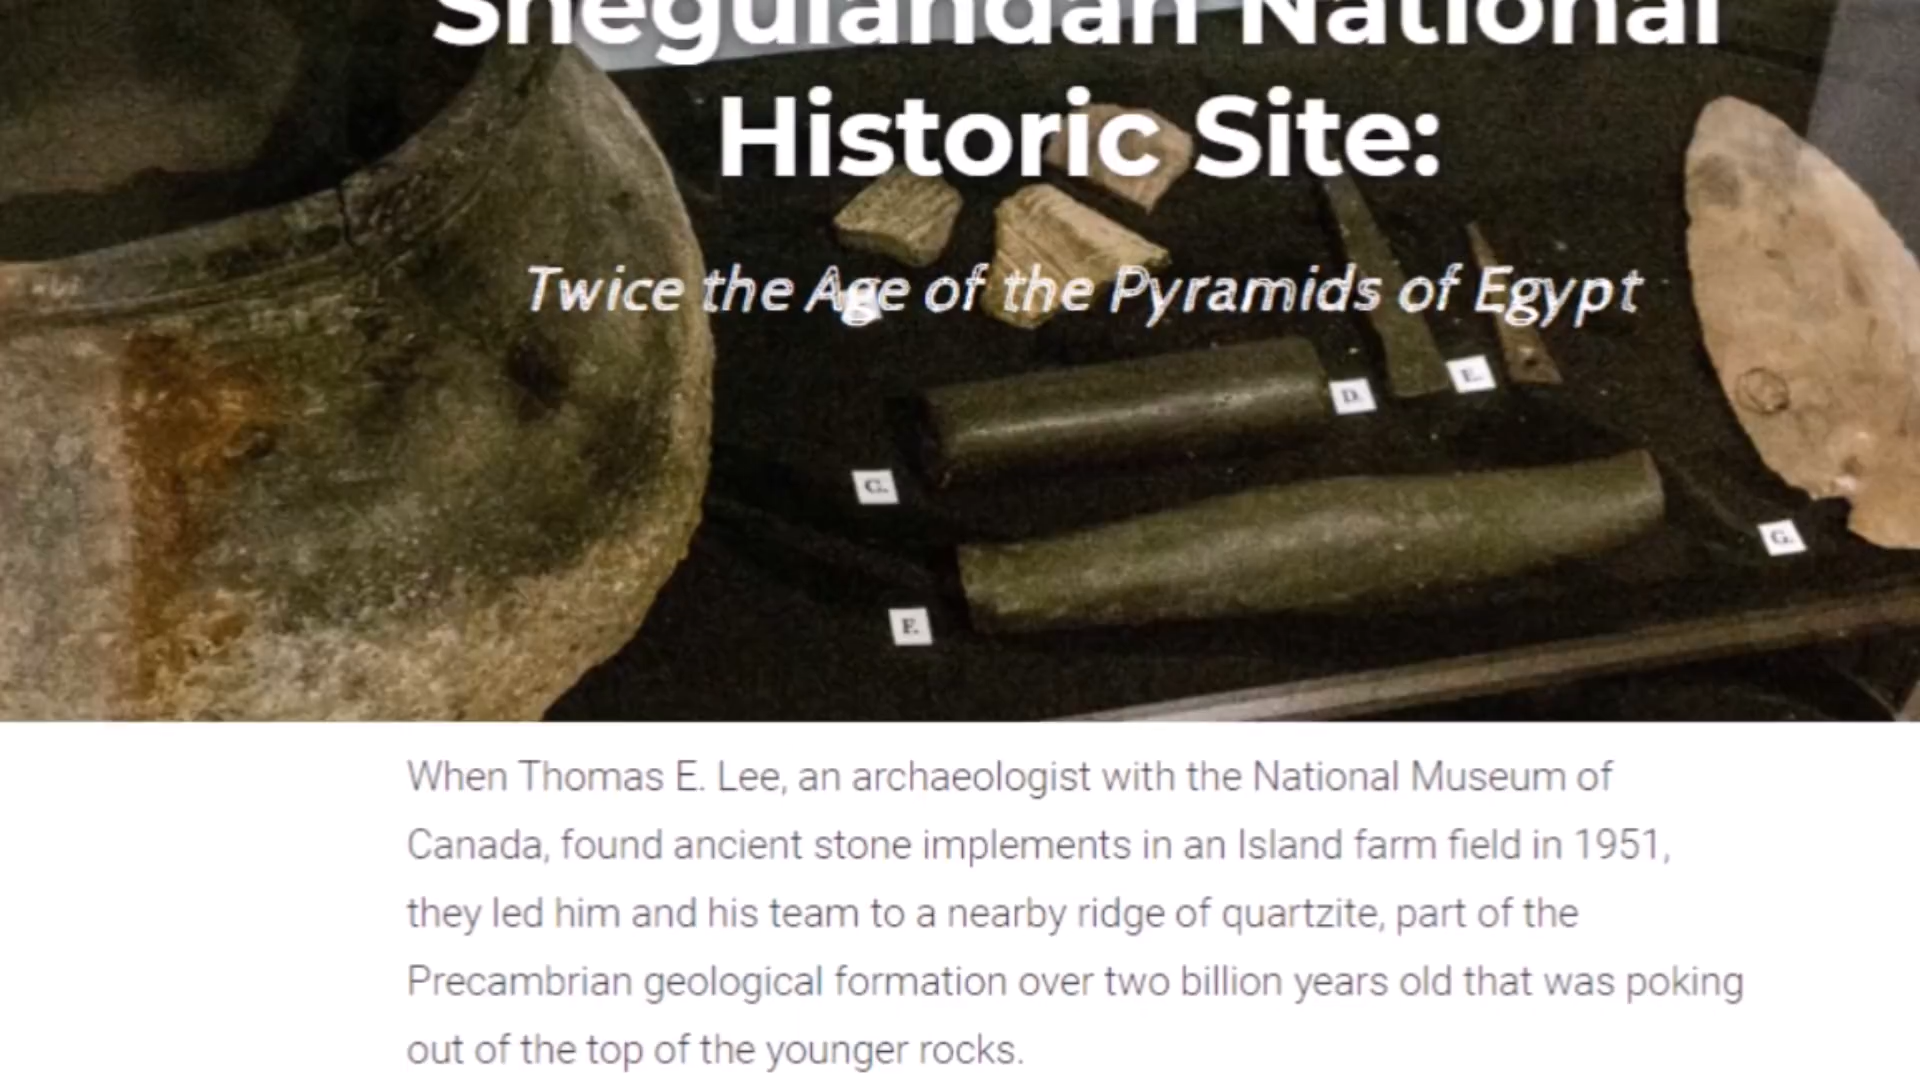 Sheguiandah National
Historic Site:
Twice the Age of the Pyramids of Egypt
D.
E.
C.
G.
F.
When Thomas E. Lee, an archaeologist with the National Museum of
Canada, found ancient stone implements in an Island farm field in 1951,
they led him and his team to a nearby ridge of quartzite, part of the
Precambrian geological formation over two billion years old that was poking
out of the top of the younger rocks.